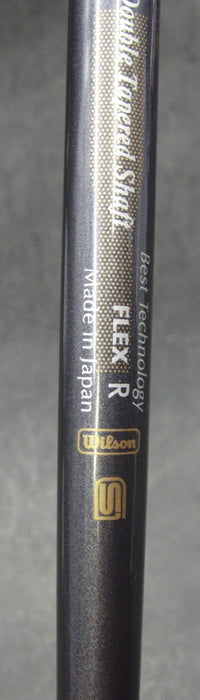 Double Tapered Shaft
Best Technology
FLEX R
Made in Japan
Wilson